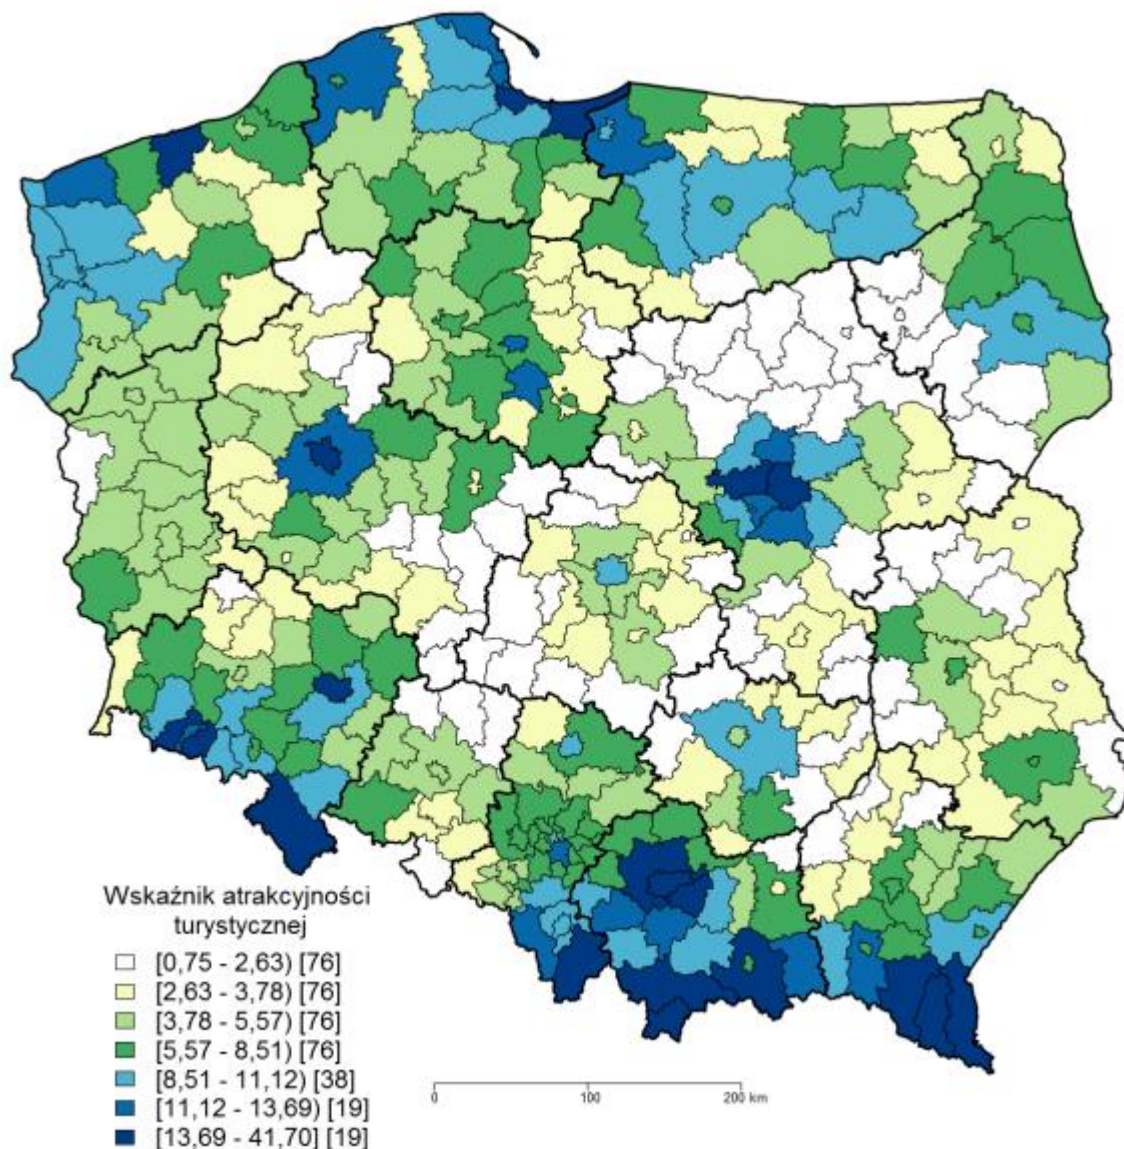 Wskaźnik atrakcyjności
turystycznej
[0,75 - 2,63) [76]
[2,63 - 3,78) [76]
[3,78 - 5,57) [76]
[5,57 - 8,51) [76]
[8,51 - 11,12) [38]
[11,12 - 13,69) [19]
[13,69 - 41,70] [19]
0 100 200 km